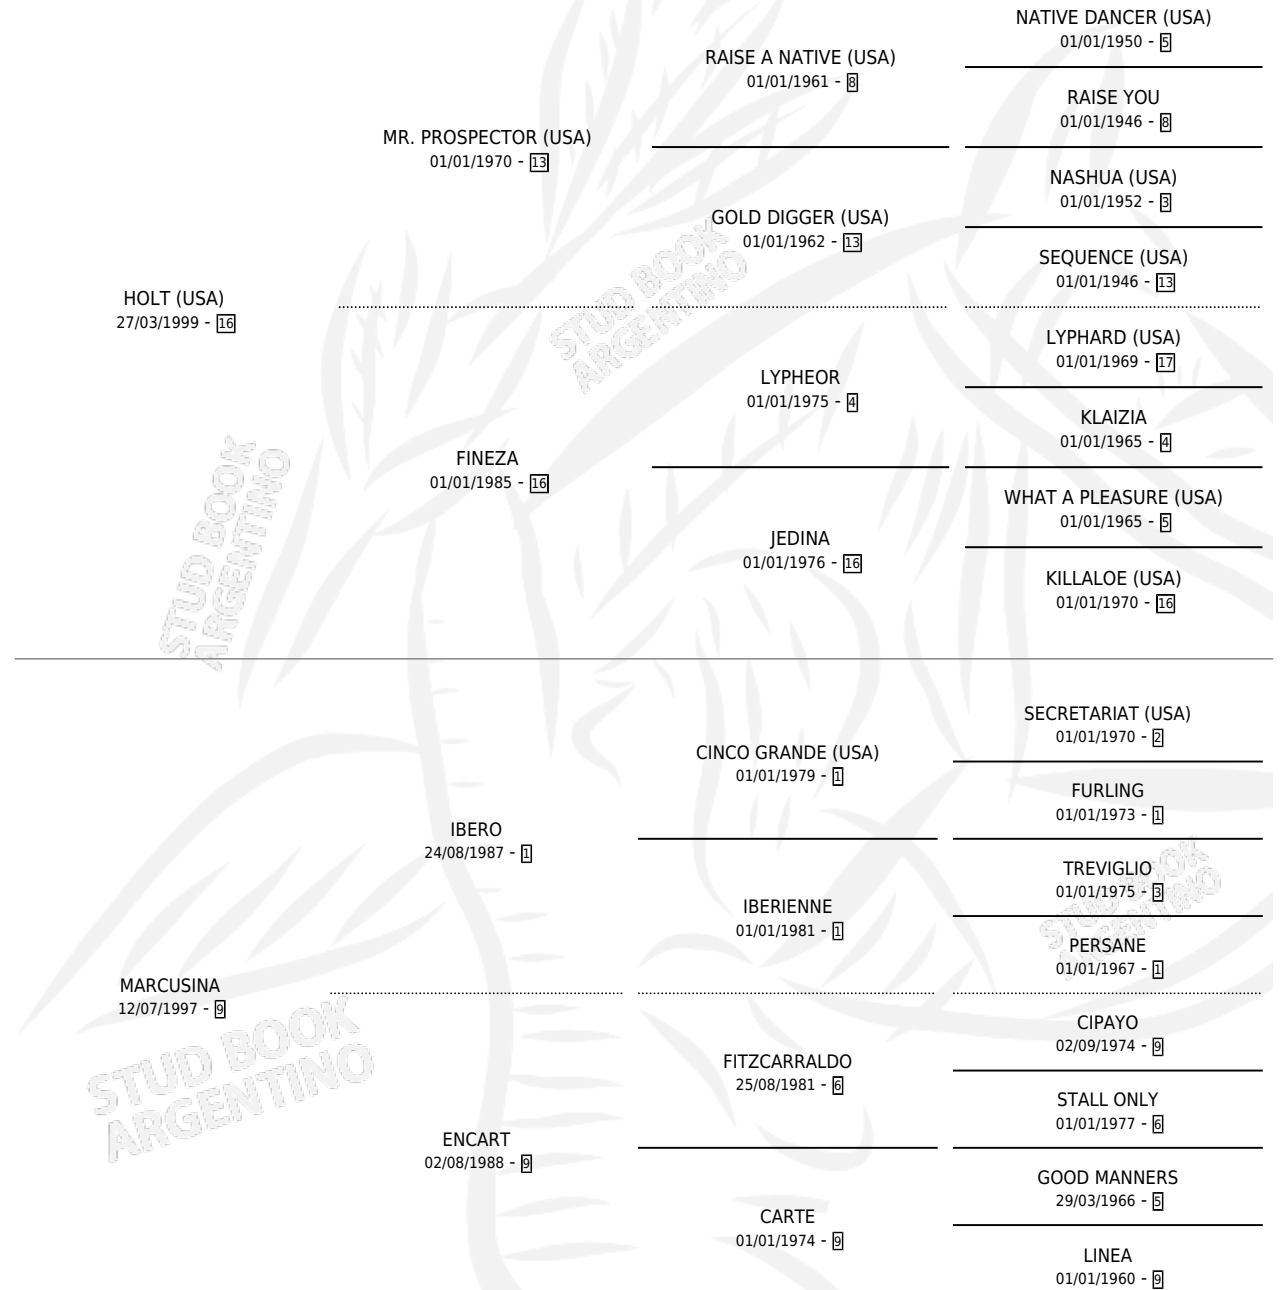 NATIVE DANCER (USA)
01/01/1950 - 5
RAISE A NATIVE (USA)
01/01/1961 - 8
RAISE YOU
01/01/1946 - 8
MR. PROSPECTOR (USA)
01/01/1970 - 13
NASHUA (USA)
01/01/1952 - 3
GOLD DIGGER (USA)
01/01/1962 - 13
SEQUENCE (USA)
01/01/1946 - 13
HOLT (USA)
27/03/1999 - 16
LYPHARD (USA)
01/01/1969 - 17
LYPHEOR
01/01/1975 - 4
KLAIZIA
01/01/1965 - 4
FINEZA
01/01/1985 - 16
WHAT A PLEASURE (USA)
01/01/1965 - 5
JEDINA
01/01/1976 - 16
KILLALOE (USA)
01/01/1970 - 16
SECRETARIAT (USA)
01/01/1970 - 2
CINCO GRANDE (USA)
01/01/1979 - 1
FURLING
01/01/1973 - 1
IBERO
24/08/1987 - 1
TREVIGLIO
01/01/1975 - 3
IBERIENNE
01/01/1981 - 1
PERSANE
01/01/1967 - 1
MARCUSINA
12/07/1997 - 9
CIPAYO
02/09/1974 - 9
FITZCARRALDO
25/08/1981 - 6
STALL ONLY
01/01/1977 - 6
ENCART
02/08/1988 - 9
GOOD MANNERS
29/03/1966 - 5
CARTE
01/01/1974 - 9
LINEA
01/01/1960 - 9
STUD BOOK
ARGENTINO
STUD BOOK
ARGENTINO
STUD BOOK
ARGENTINO
STUD BOOK
ARGENTINO